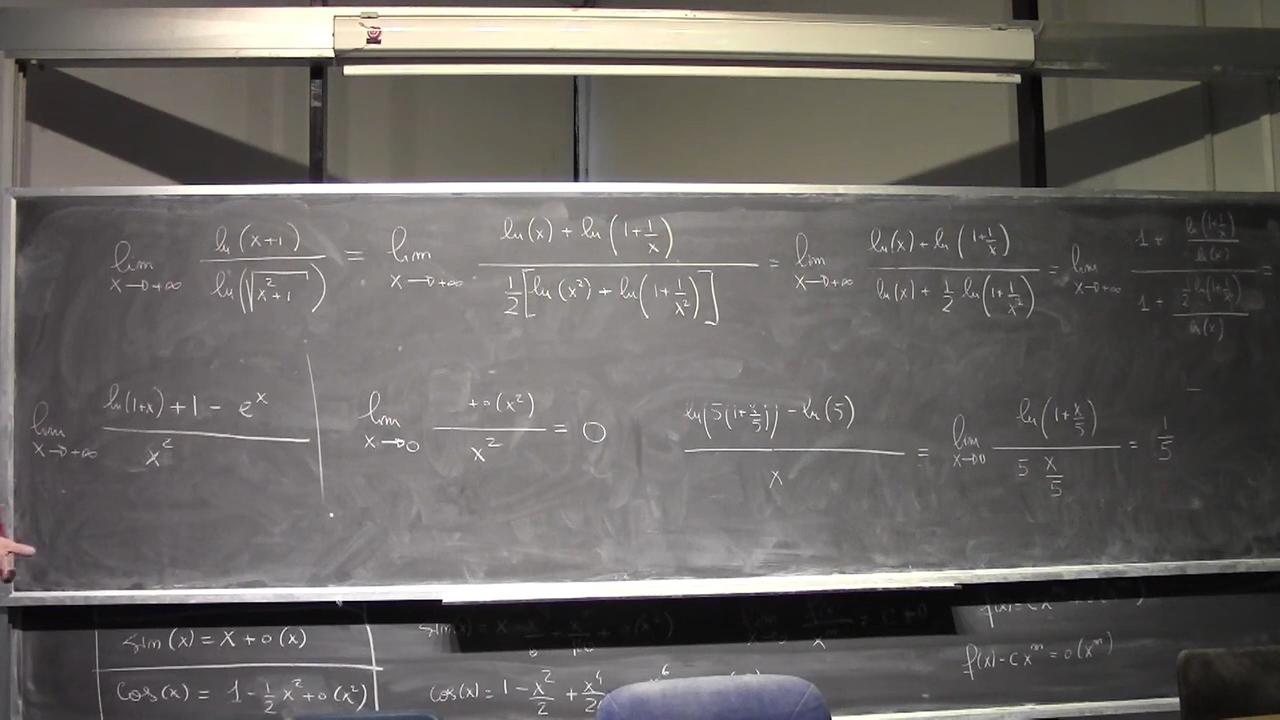 lim x→+∞ ln(x+1) / ln(√(x²+1)) = lim x→+∞ (ln(x) + ln(1+1/x)) / (1/2[ln(x²) + ln(1+1/x²)]) = lim x→+∞ (ln(x) + ln(1+1/x)) / (ln(x) + 1/2 ln(1+1/x²)) = lim x→+∞ (1 + ln(1+1/x)/ln(x)) / (1 + 1/2 ln(1+1/x²)/ln(x)) =
lim x→+∞ (ln(1+x) + 1 - e^x) / x²
lim x→0 +o(x²) / x² = 0
(ln(5(1+x/5)) - ln(5)) / x = lim x→0 ln(1+x/5) / (5 x/5) = 1/5
sin(x) = x + o(x)
cos(x) = 1 - 1/2 x² + o(x²)
cos(x) = 1 - x²/2 +
f(x) - cx^m = o(x^m)